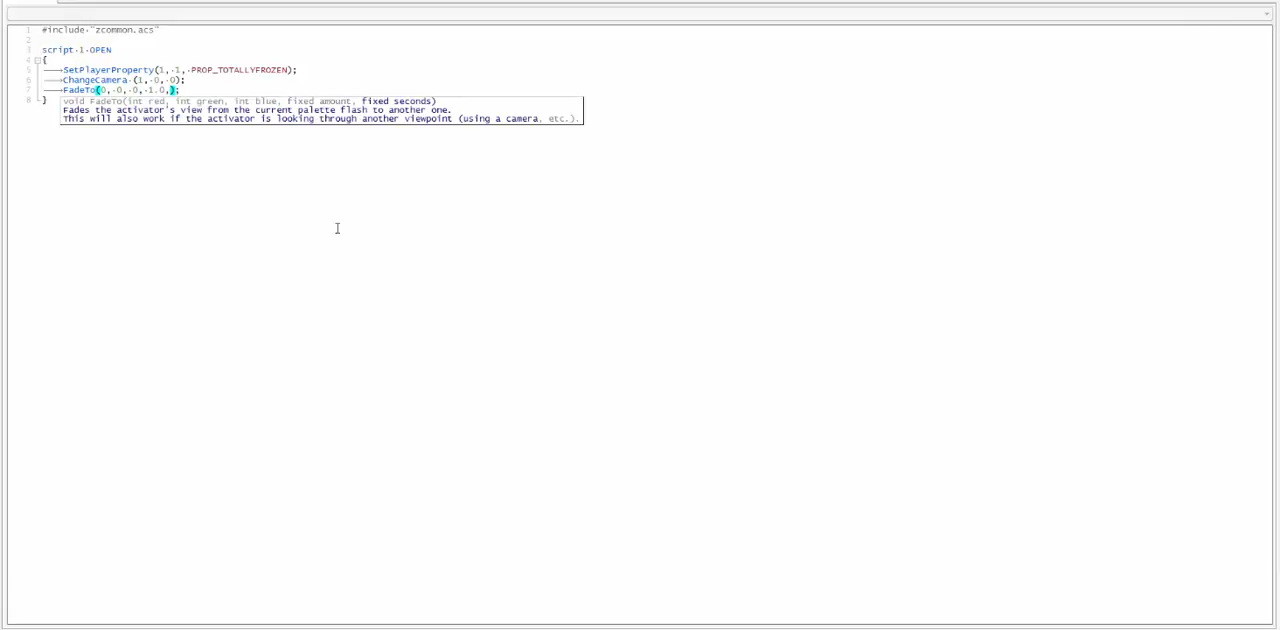 1 #include "zcommon.acs"
2
3 script 1 OPEN
4 {
5 SetPlayerProperty(1, 1, PROP_TOTALLYFROZEN);
6 ChangeCamera (1, 0, 0);
7 FadeTo(0, 0, 0, 1.0,);
8 }
void FadeTo(int red, int green, int blue, fixed amount, fixed seconds)
Fades the activator's view from the current palette flash to another one.
This will also work if the activator is looking through another viewpoint (using a camera, etc.).